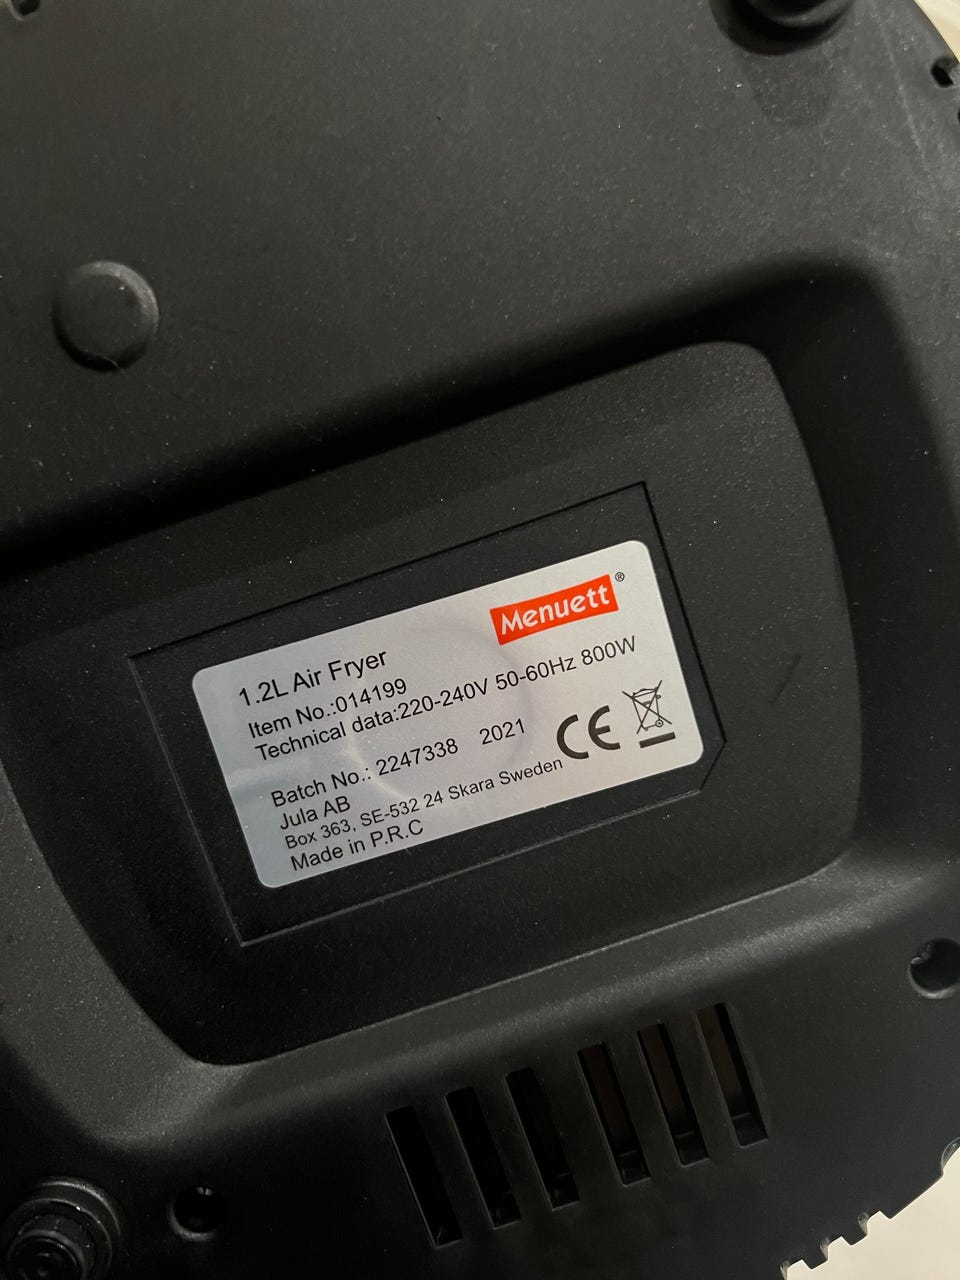 Menuett®
1.2L Air Fryer
Item No.:014199
Technical data:220-240V 50-60Hz 800W
Batch No.: 2247338 2021
Jula AB
Box 363, SE-532 24 Skara Sweden
Made in P.R.C
CE